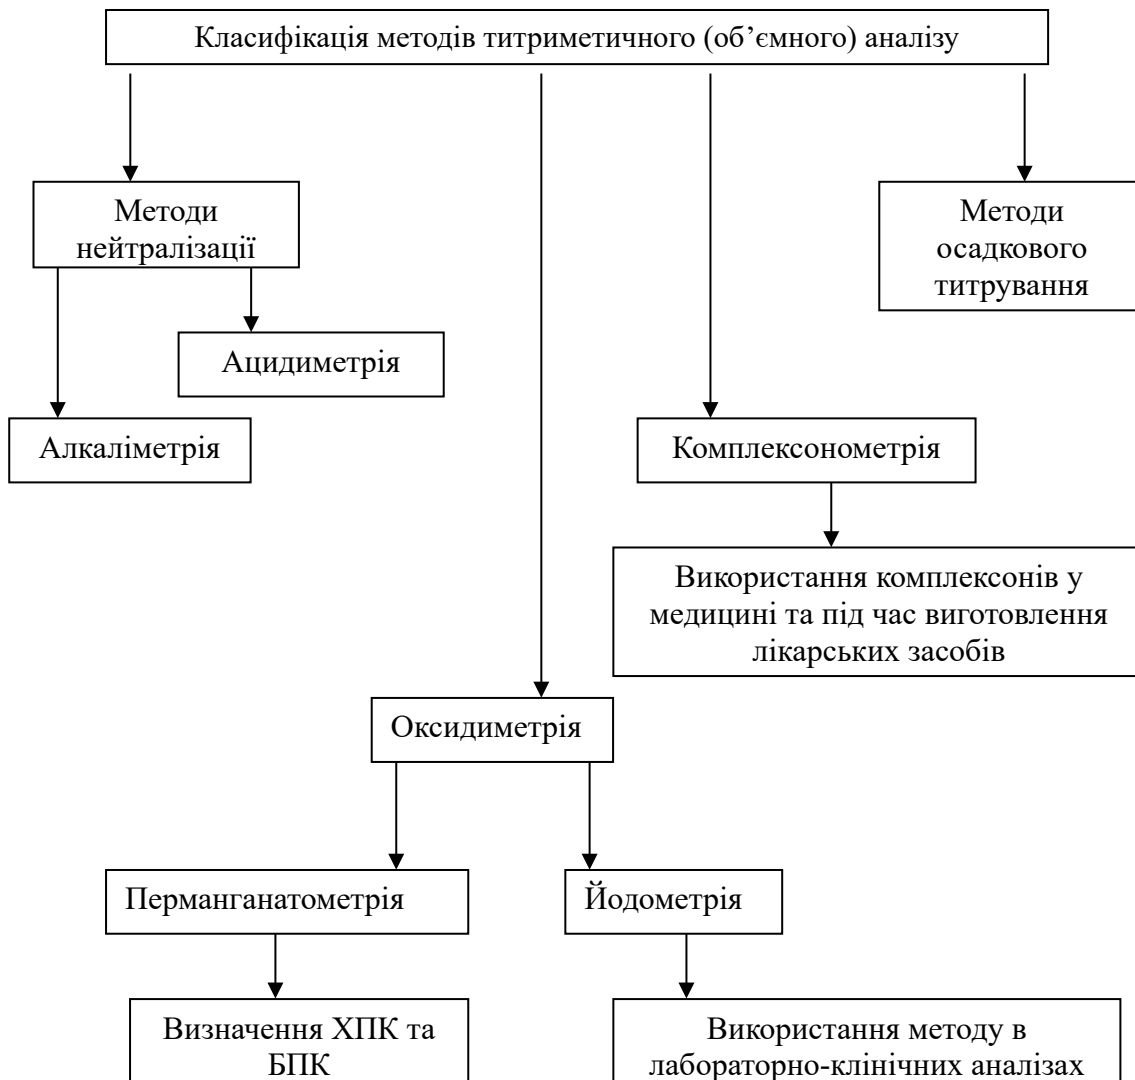 Класифікація методів титриметичного (об’ємного) аналізу
Методи
нейтралізації
Методи
осадкового
титрування
Ацидиметрія
Алкаліметрія
Комплексонометрія
Використання комплексонів у
медицині та під час виготовлення
лікарських засобів
Оксидиметрія
Перманганатометрія
Йодометрія
Визначення ХПК та
БПК
Використання методу в
лабораторно-клінічних аналізах